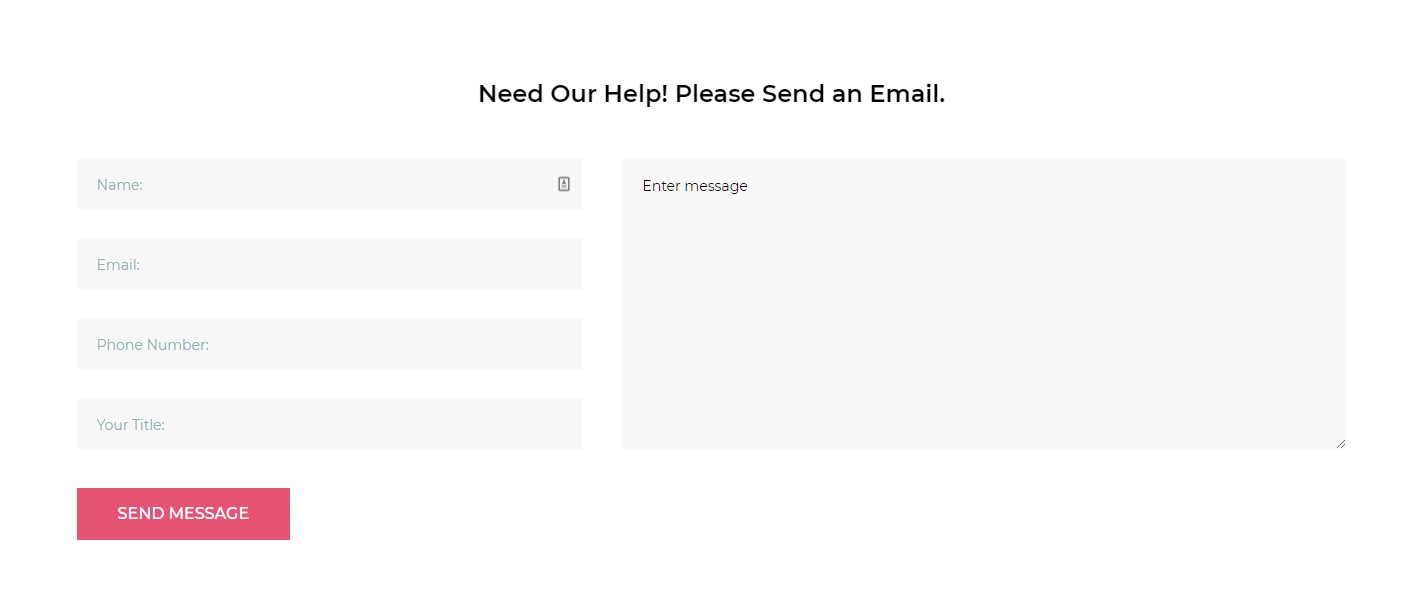 Need Our Help! Please Send an Email.
Name:
Email:
Phone Number:
Your Title:
Enter message
SEND MESSAGE